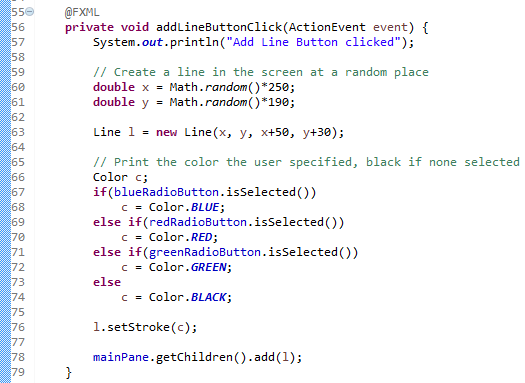 55 @FXML
56 private void addLineButtonClick(ActionEvent event) {
57     System.out.println("Add Line Button clicked");
58
59     // Create a line in the screen at a random place
60     double x = Math.random()*250;
61     double y = Math.random()*190;
62
63     Line l = new Line(x, y, x+50, y+30);
64
65     // Print the color the user specified, black if none selected
66     Color c;
67     if(blueRadioButton.isSelected())
68         c = Color.BLUE;
69     else if(redRadioButton.isSelected())
70         c = Color.RED;
71     else if(greenRadioButton.isSelected())
72         c = Color.GREEN;
73     else
74         c = Color.BLACK;
75
76     l.setStroke(c);
77
78     mainPane.getChildren().add(l);
79 }